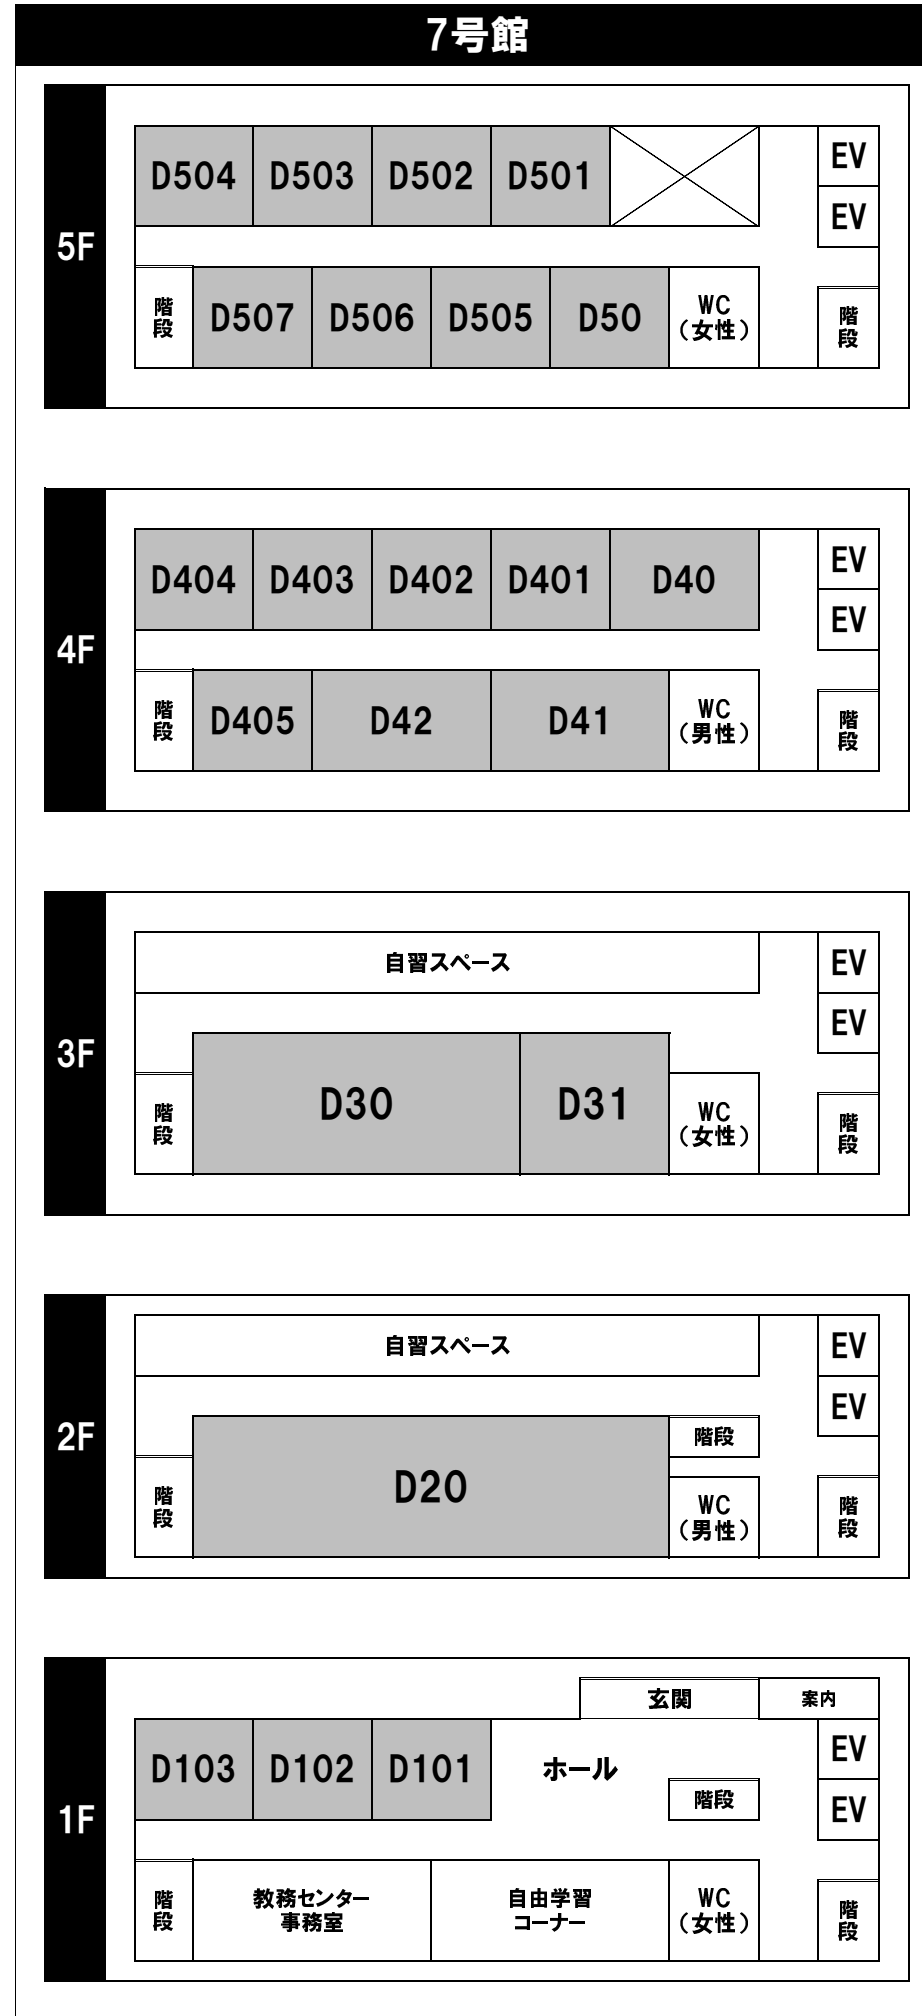 7号館
5F
D504 D503 D502 D501 EV
EV
階段 D507 D506 D505 D50 WC
（女性） 階段
4F
D404 D403 D402 D401 D40 EV
EV
階段 D405 D42 D41 WC
（男性） 階段
3F
自習スペース EV
EV
階段 D30 D31 WC
（女性） 階段
2F
自習スペース EV
EV
階段
階段 D20 WC
（男性） 階段
1F
玄関 案内
D103 D102 D101 ホール EV
階段 EV
階段 教務センター
事務室 自由学習
コーナー WC
（女性） 階段